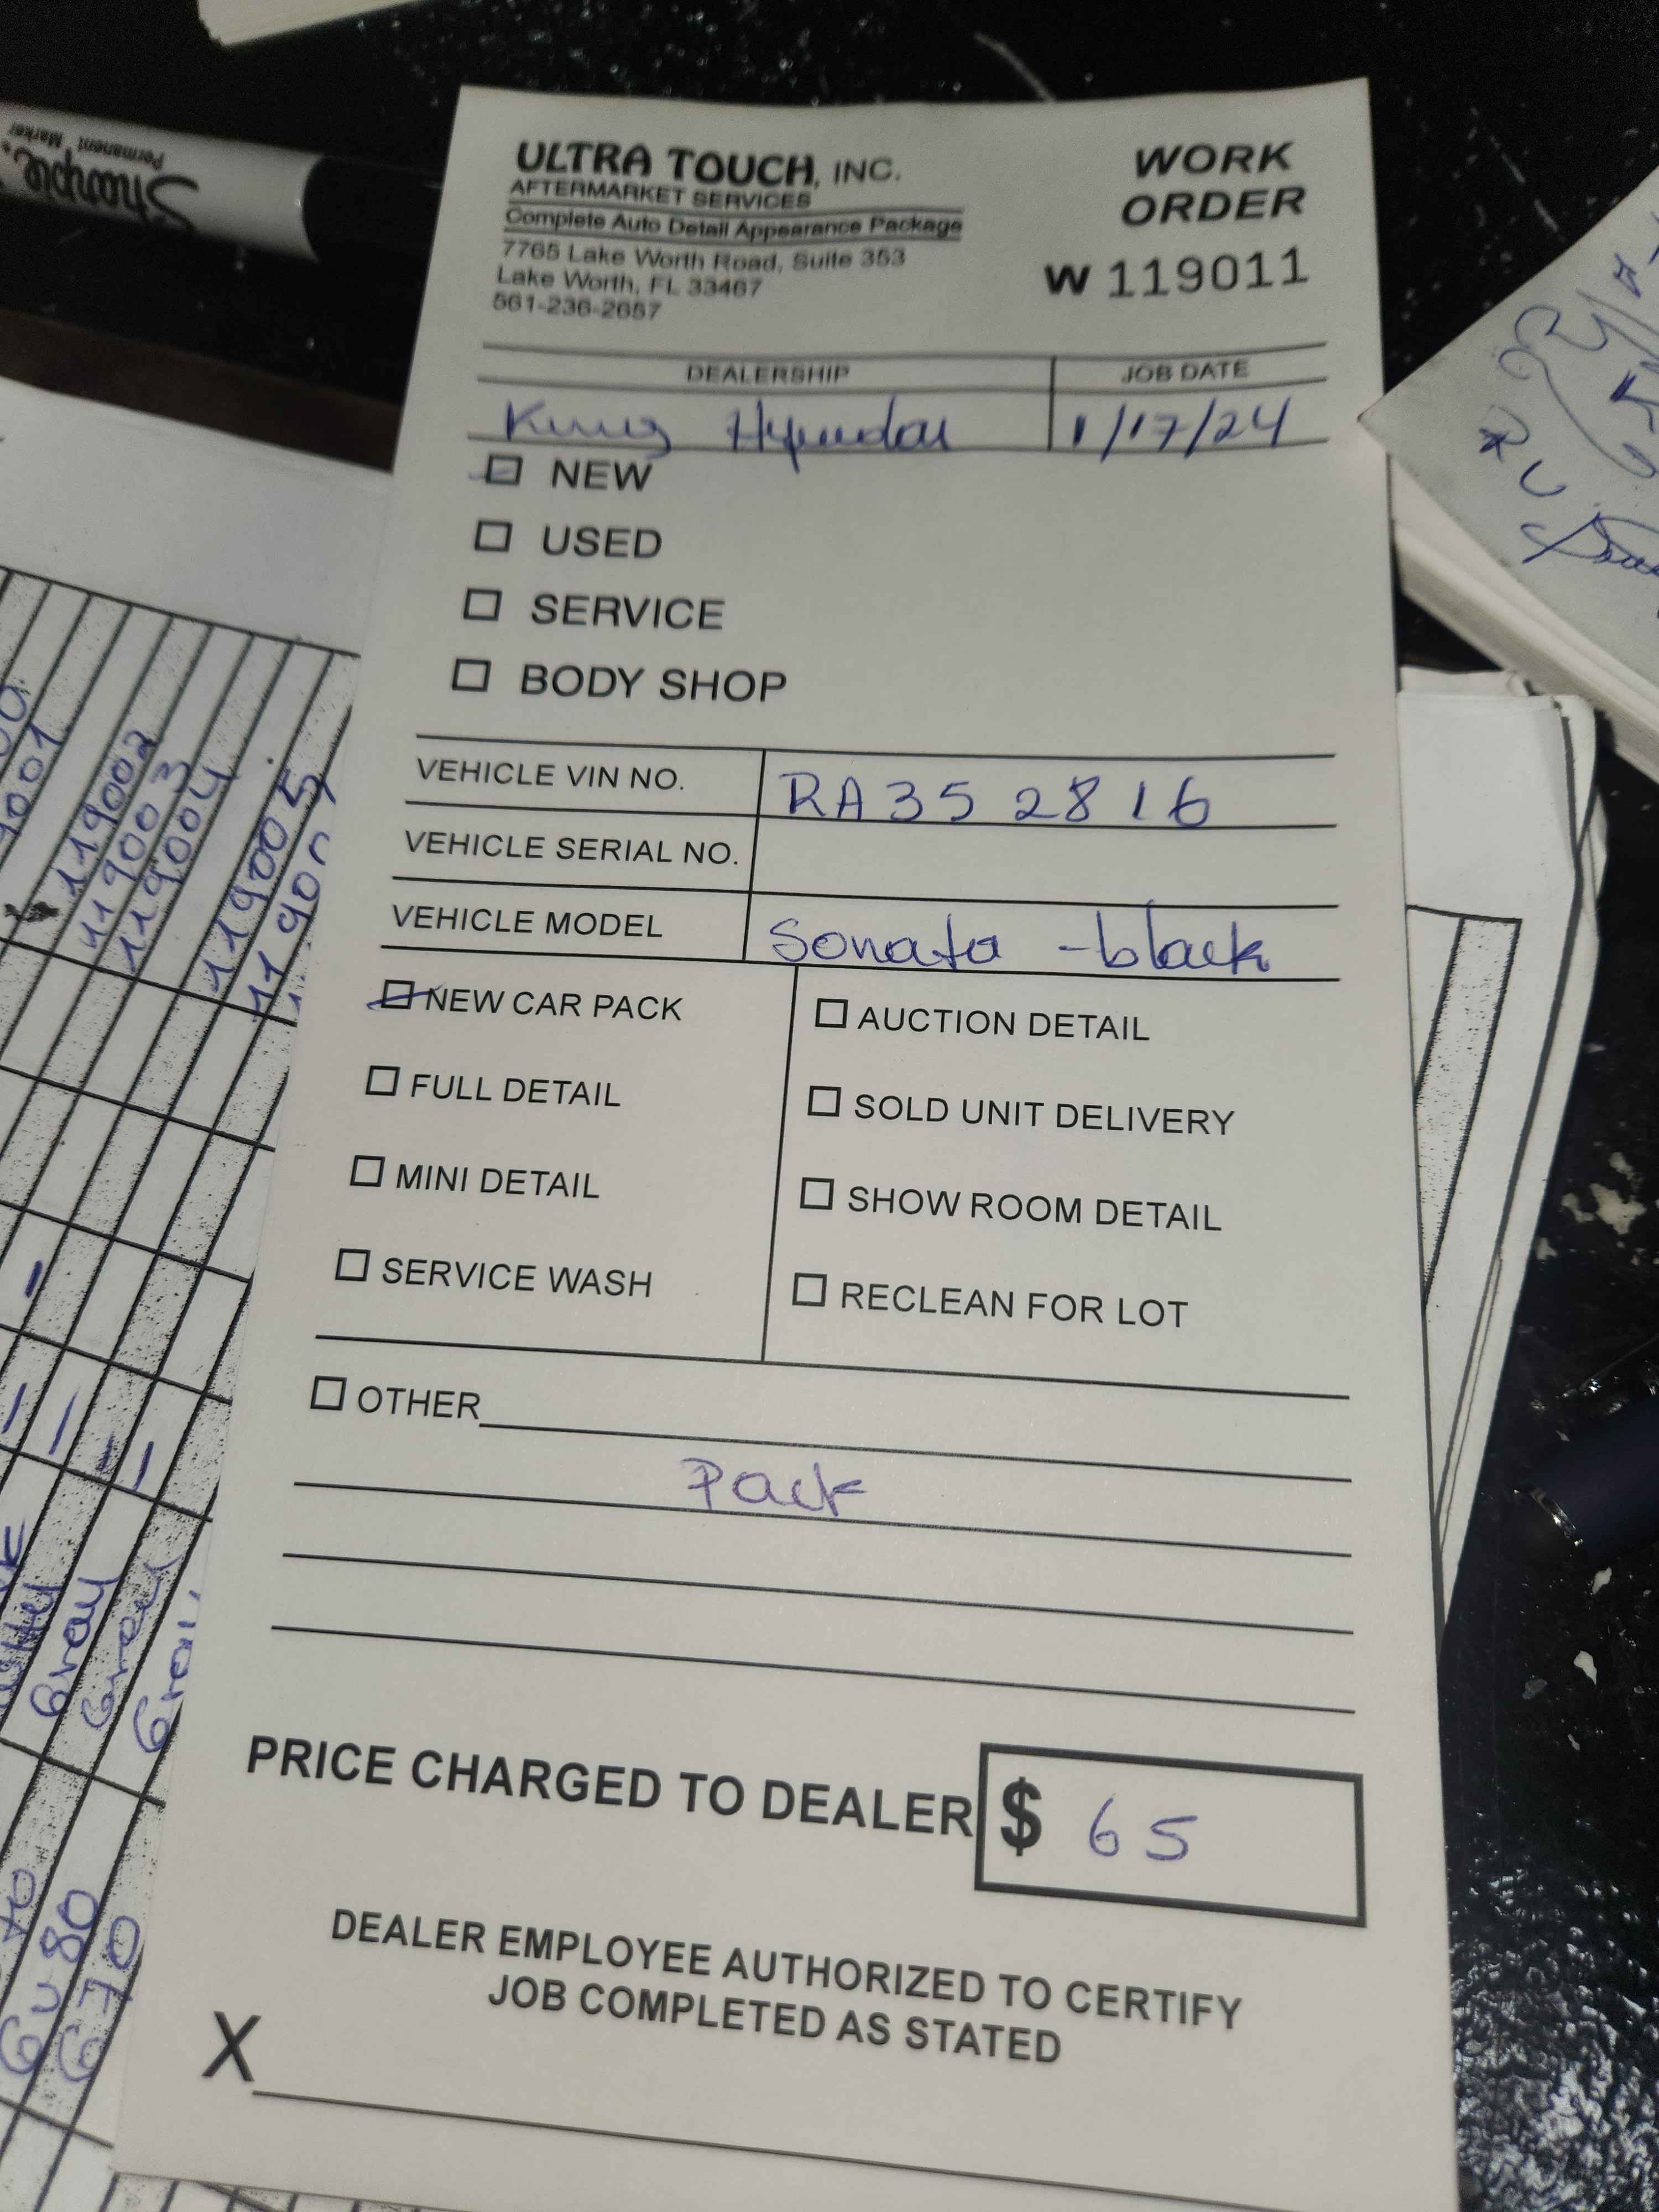 Sharpie
Permanent Marker
ULTRA TOUCH, INC.
AFTERMARKET SERVICES
Complete Auto Detail Appearance Package
7765 Lake Worth Road, Suite 353
Lake Worth, FL 33467
561-236-2657
WORK
ORDER
W 119011
DEALERSHIP
JOB DATE
King Hyundai
1/17/24
NEW
USED
SERVICE
BODY SHOP
VEHICLE VIN NO. RA352816
VEHICLE SERIAL NO.
VEHICLE MODEL Sonata - black
NEW CAR PACK
FULL DETAIL
MINI DETAIL
SERVICE WASH
AUCTION DETAIL
SOLD UNIT DELIVERY
SHOW ROOM DETAIL
RECLEAN FOR LOT
OTHER
Pack
PRICE CHARGED TO DEALER $ 65
DEALER EMPLOYEE AUTHORIZED TO CERTIFY
JOB COMPLETED AS STATED
X
119002
119003
119004
119005
Gray
Gray
Gray
GV80
G70